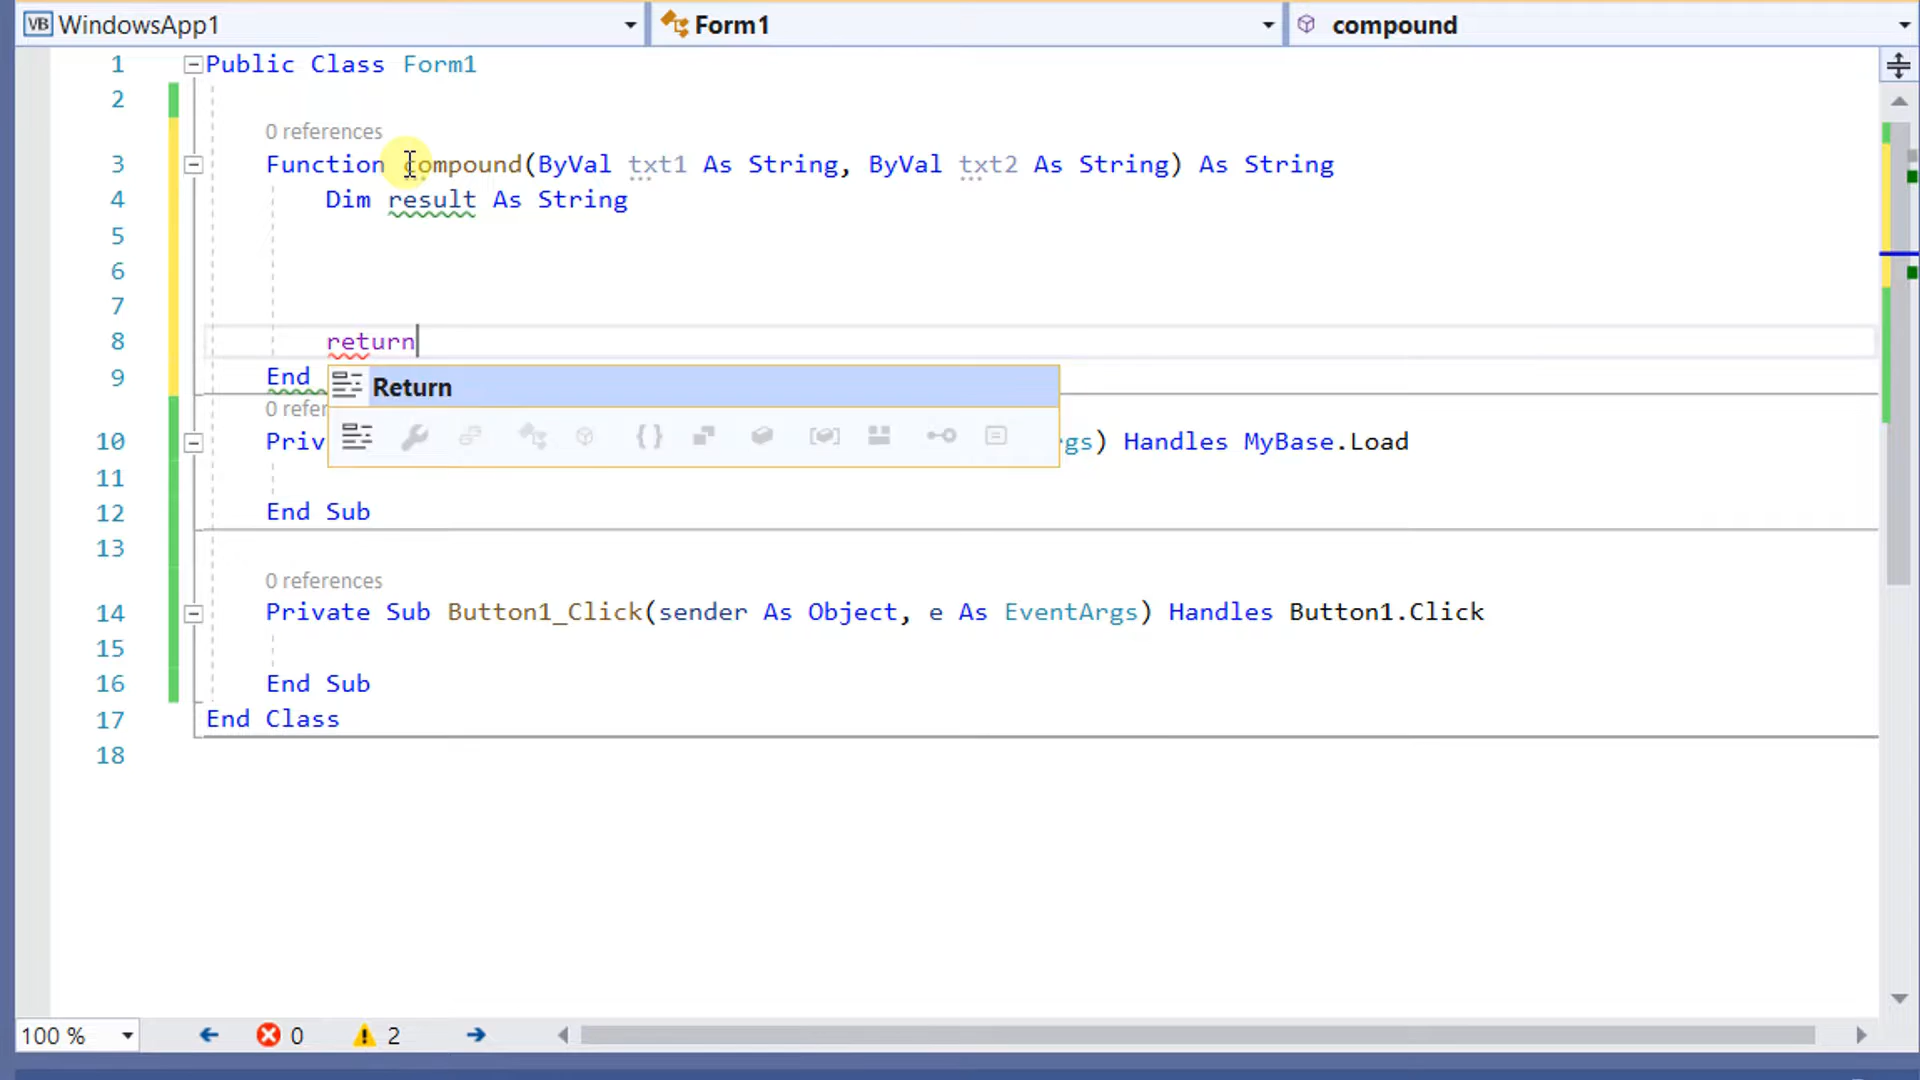 VB WindowsApp1 Form1 compound
1 Public Class Form1
2
0 references
3 Function compound(ByVal txt1 As String, ByVal txt2 As String) As String
4 Dim result As String
5
6
7
8 return
9 End
Return
0 refer
10 Priv gs) Handles MyBase.Load
11
12 End Sub
13
0 references
14 Private Sub Button1_Click(sender As Object, e As EventArgs) Handles Button1.Click
15
16 End Sub
17 End Class
18
100 % 0 2